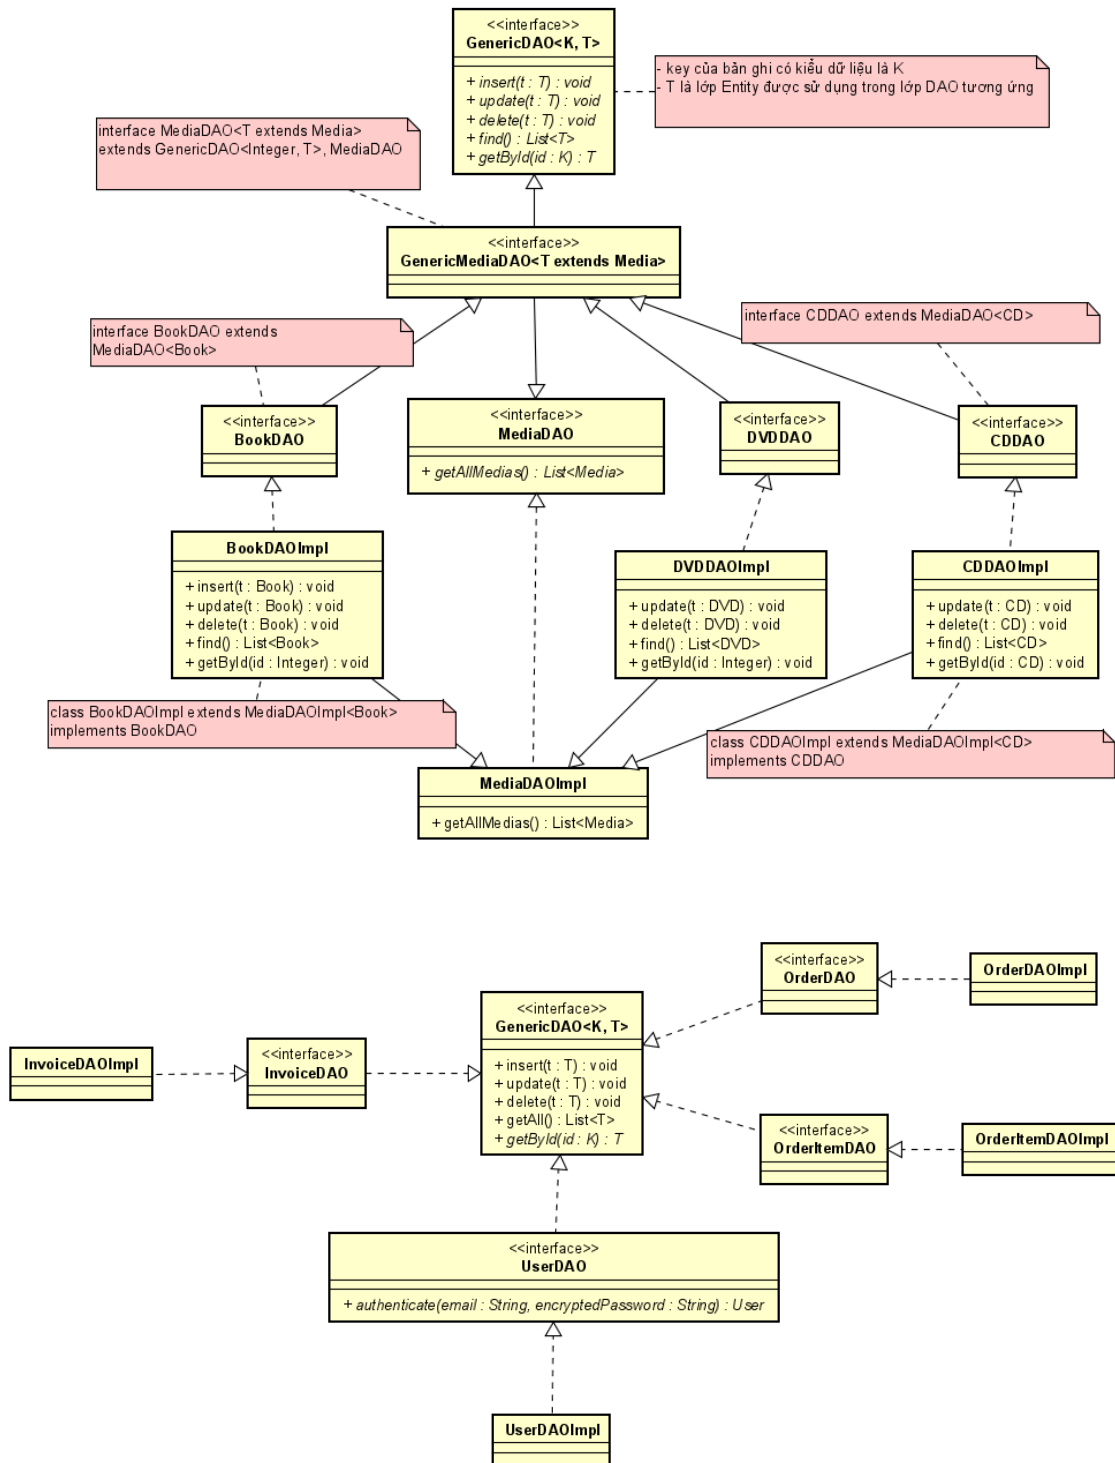 <<interface>>
GenericDAO<K, T>
+ insert(t : T) : void
+ update(t : T) : void
+ delete(t : T) : void
+ find() : List<T>
+ getById(id : K) : T
- key của bản ghi có kiểu dữ liệu là K
- T là lớp Entity được sử dụng trong lớp DAO tương ứng
interface MediaDAO<T extends Media>
extends GenericDAO<Integer, T>, MediaDAO
<<interface>>
GenericMediaDAO<T extends Media>
interface BookDAO extends
MediaDAO<Book>
interface CDDAO extends MediaDAO<CD>
<<interface>>
BookDAO
<<interface>>
MediaDAO
+ getAllMedias() : List<Media>
<<interface>>
DVDDAO
<<interface>>
CDDAO
BookDAOImpl
+ insert(t : Book) : void
+ update(t : Book) : void
+ delete(t : Book) : void
+ find() : List<Book>
+ getById(id : Integer) : void
DVDDAOImpl
+ update(t : DVD) : void
+ delete(t : DVD) : void
+ find() : List<DVD>
+ getById(id : Integer) : void
CDDAOImpl
+ update(t : CD) : void
+ delete(t : CD) : void
+ find() : List<CD>
+ getById(id : CD) : void
class BookDAOImpl extends MediaDAOImpl<Book>
implements BookDAO
class CDDAOImpl extends MediaDAOImpl<CD>
implements CDDAO
MediaDAOImpl
+ getAllMedias() : List<Media>
<<interface>>
OrderDAO
OrderDAOImpl
<<interface>>
GenericDAO<K, T>
+ insert(t : T) : void
+ update(t : T) : void
+ delete(t : T) : void
+ getAll() : List<T>
+ getById(id : K) : T
InvoiceDAOImpl
<<interface>>
InvoiceDAO
<<interface>>
OrderItemDAO
OrderItemDAOImpl
<<interface>>
UserDAO
+ authenticate(email : String, encryptedPassword : String) : User
UserDAOImpl